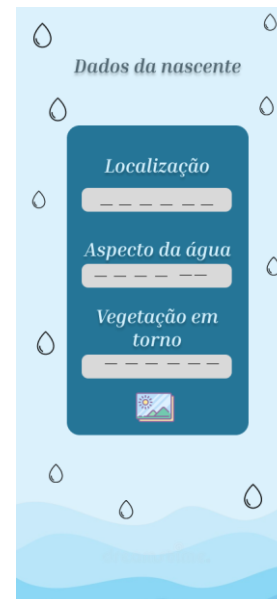 Dados da nascente
Localização
_ _ _ _ _ _
Aspecto da água
_ _ _ _ _ _
Vegetação em
torno
_ _ _ _ _ _